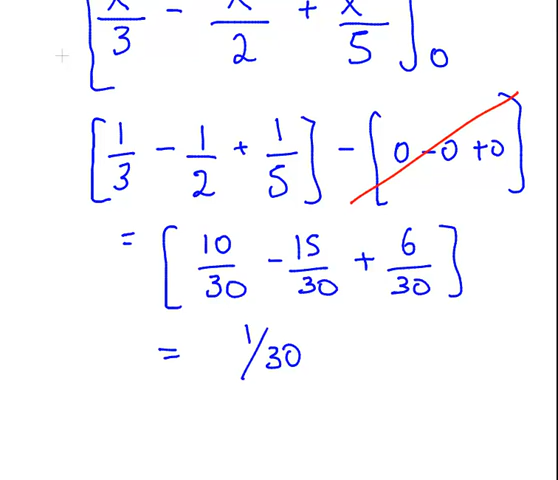 [x/3 - x/2 + x/5]₀
[1/3 - 1/2 + 1/5] - [0 - 0 + 0]
= [10/30 - 15/30 + 6/30]
= 1/30